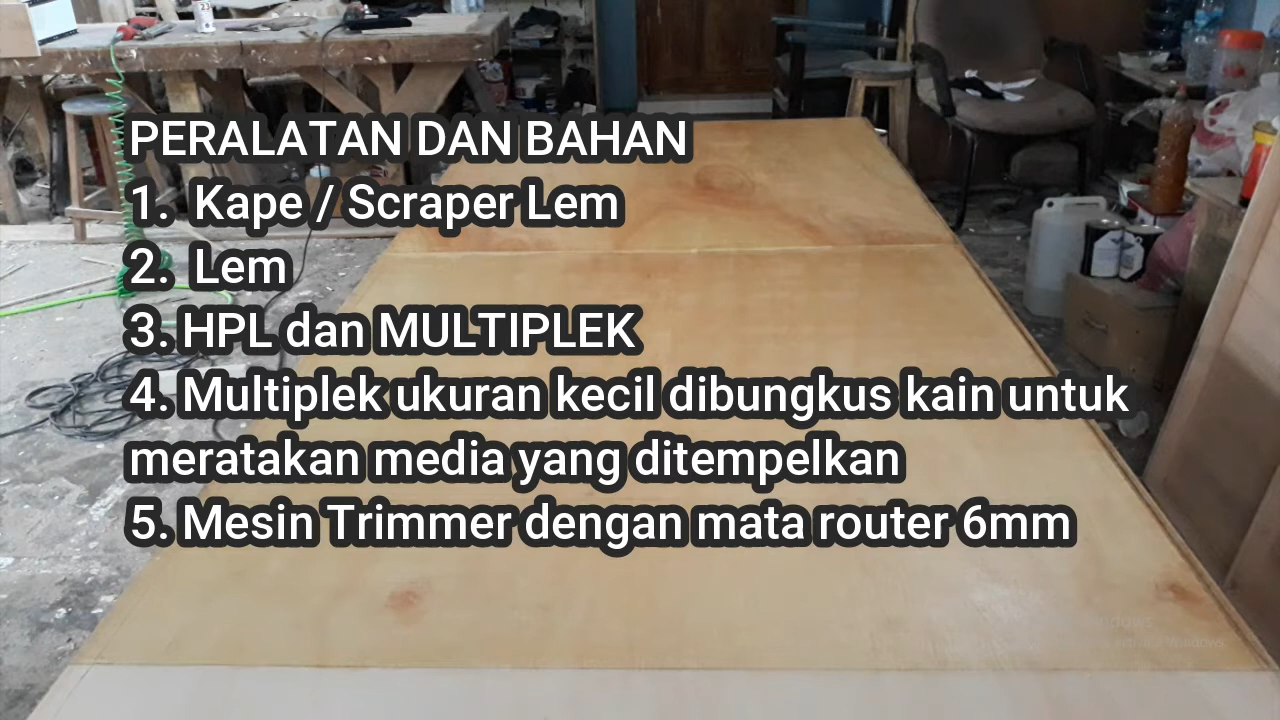 23
PERALATAN DAN BAHAN
1. Kape / Scraper Lem
2. Lem
3. HPL dan MULTIPLEK
4. Multiplek ukuran kecil dibungkus kain untuk
meratakan media yang ditempelkan
5. Mesin Trimmer dengan mata router 6mm